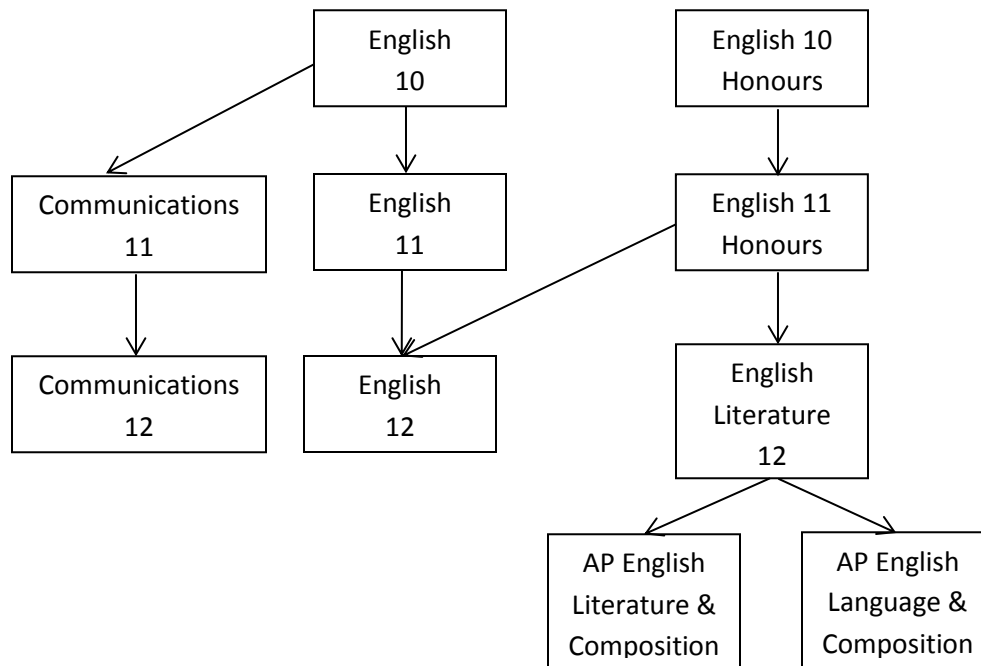 English
10
English 10
Honours
Communications
11
English
11
English 11
Honours
Communications
12
English
12
English
Literature
12
AP English
Literature &
Composition
AP English
Language &
Composition